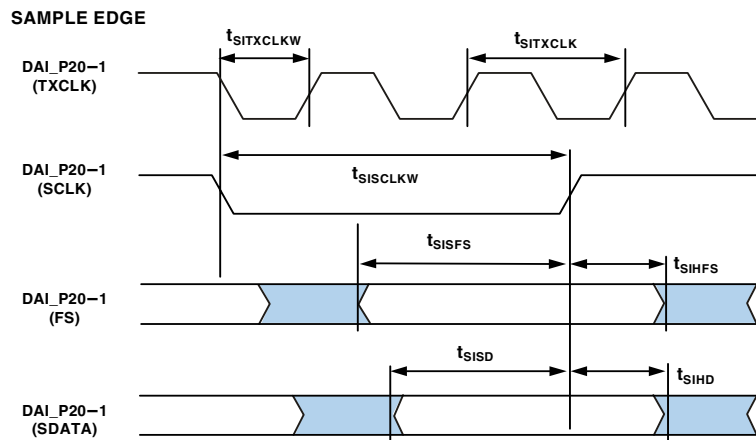 SAMPLE EDGE
tSITXCLKW
tSITXCLK
DAI_P20–1
(TXCLK)
DAI_P20–1
(SCLK)
tSISCLKW
tSISFS
tSIHFS
DAI_P20–1
(FS)
tSISD
tSIHD
DAI_P20–1
(SDATA)